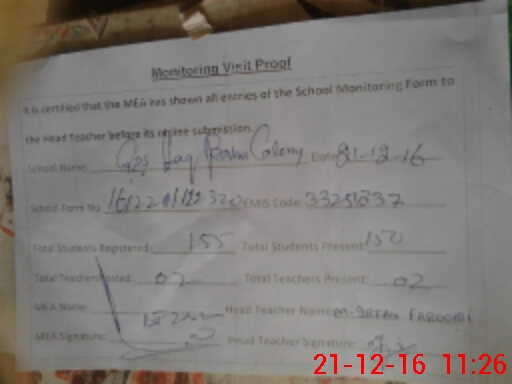 Monitoring Visit Proof
It is certified that the MEA has shown all entries of the School Monitoring Form to
the Head Teacher before its online submission.
School Name: Colony Date: 21-12-16
School Form No EMIS Code:
Total Students Registered: 155 Total Students Present: 150
Total Teachers Posted: 02 Total Teachers Present: 02
MEA Name: Head Teacher Name: M. IRFAN FAROOQI
MEA Signature: Head Teacher Signature:
21-12-16 11:26